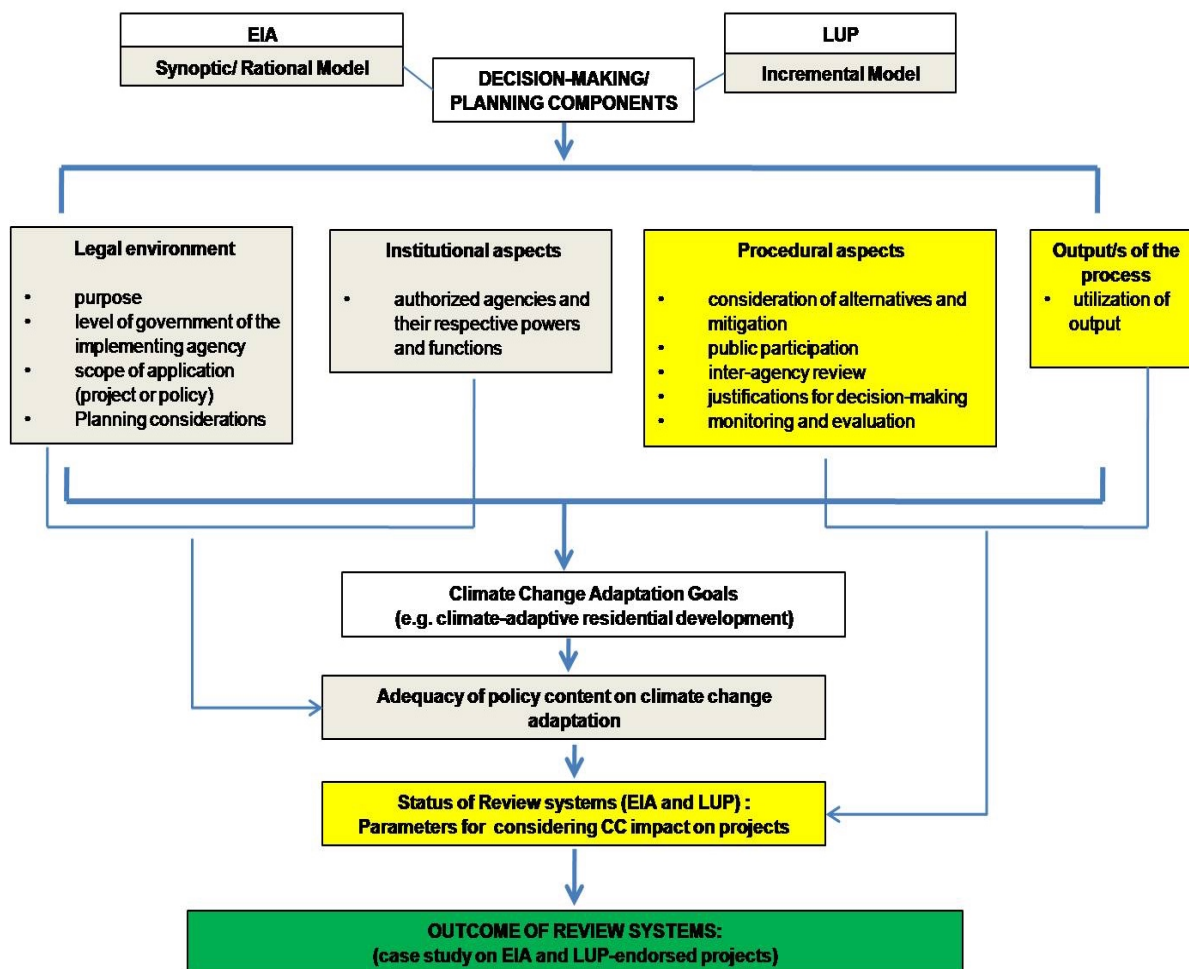 EIA
Synoptic/ Rational Model
LUP
Incremental Model
DECISION-MAKING/
PLANNING COMPONENTS
Legal environment
• purpose
• level of government of the
implementing agency
• scope of application
(project or policy)
• Planning considerations
Institutional aspects
• authorized agencies and
their respective powers
and functions
Procedural aspects
• consideration of alternatives and
mitigation
• public participation
• inter-agency review
• justifications for decision-making
• monitoring and evaluation
Output/s of the
process
• utilization of
output
Climate Change Adaptation Goals
(e.g. climate-adaptive residential development)
Adequacy of policy content on climate change
adaptation
Status of Review systems (EIA and LUP) :
Parameters for considering CC impact on projects
OUTCOME OF REVIEW SYSTEMS:
(case study on EIA and LUP-endorsed projects)